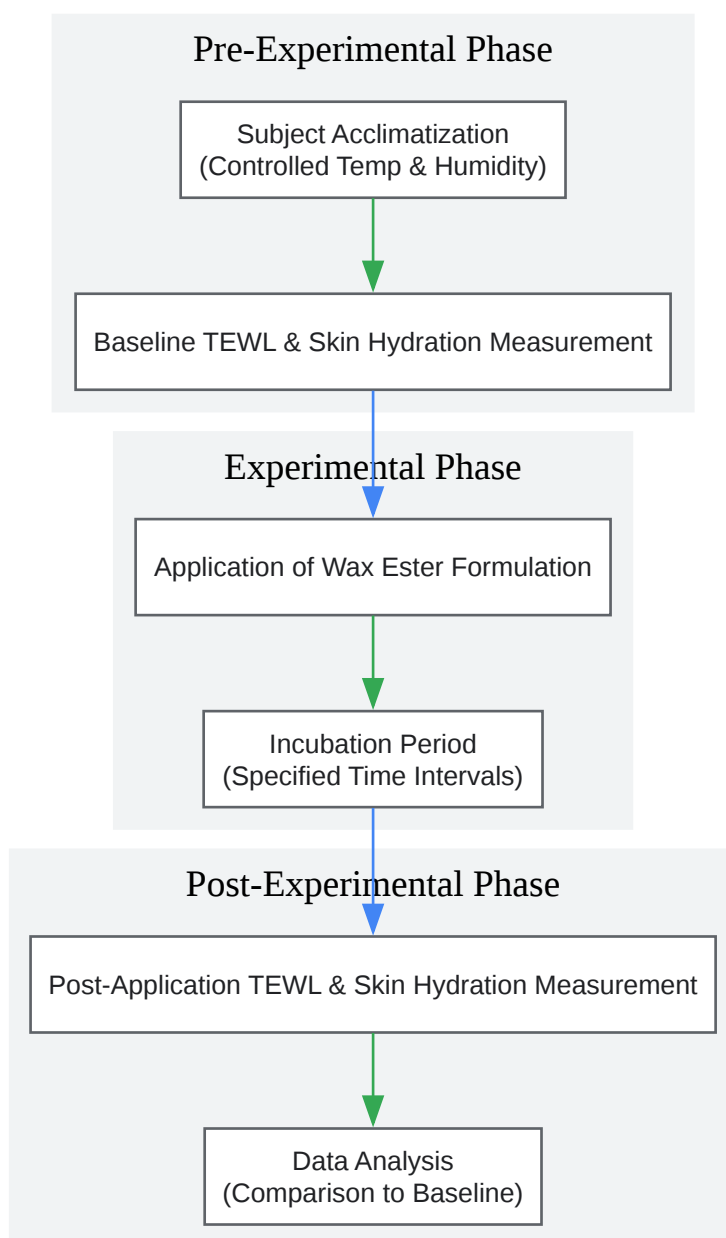 Pre-Experimental Phase
Subject Acclimatization
(Controlled Temp & Humidity)
Baseline TEWL & Skin Hydration Measurement
Experimental Phase
Application of Wax Ester Formulation
Incubation Period
(Specified Time Intervals)
Post-Experimental Phase
Post-Application TEWL & Skin Hydration Measurement
Data Analysis
(Comparison to Baseline)